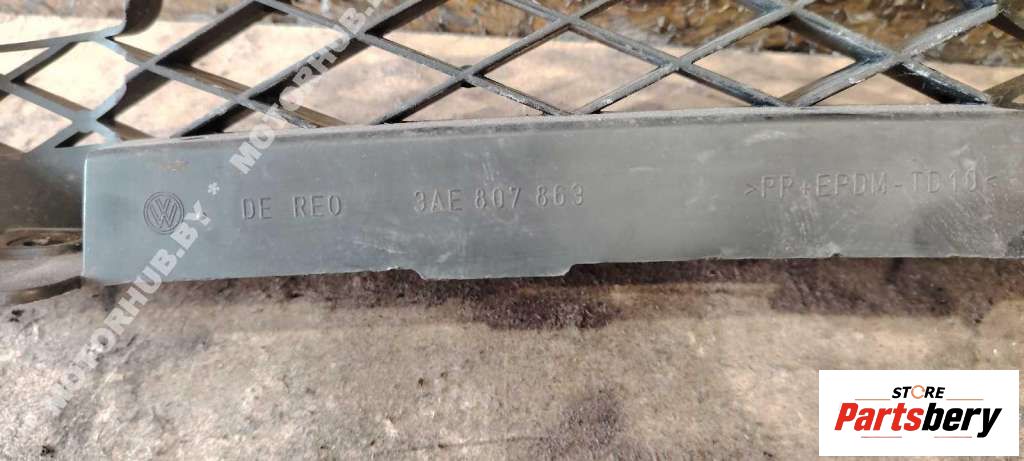 DE REO 3AE 807 863 >PP+EPDM-TD10<
MOTORHUB.BY * MOTORHUB.BY
STORE
Partsbery